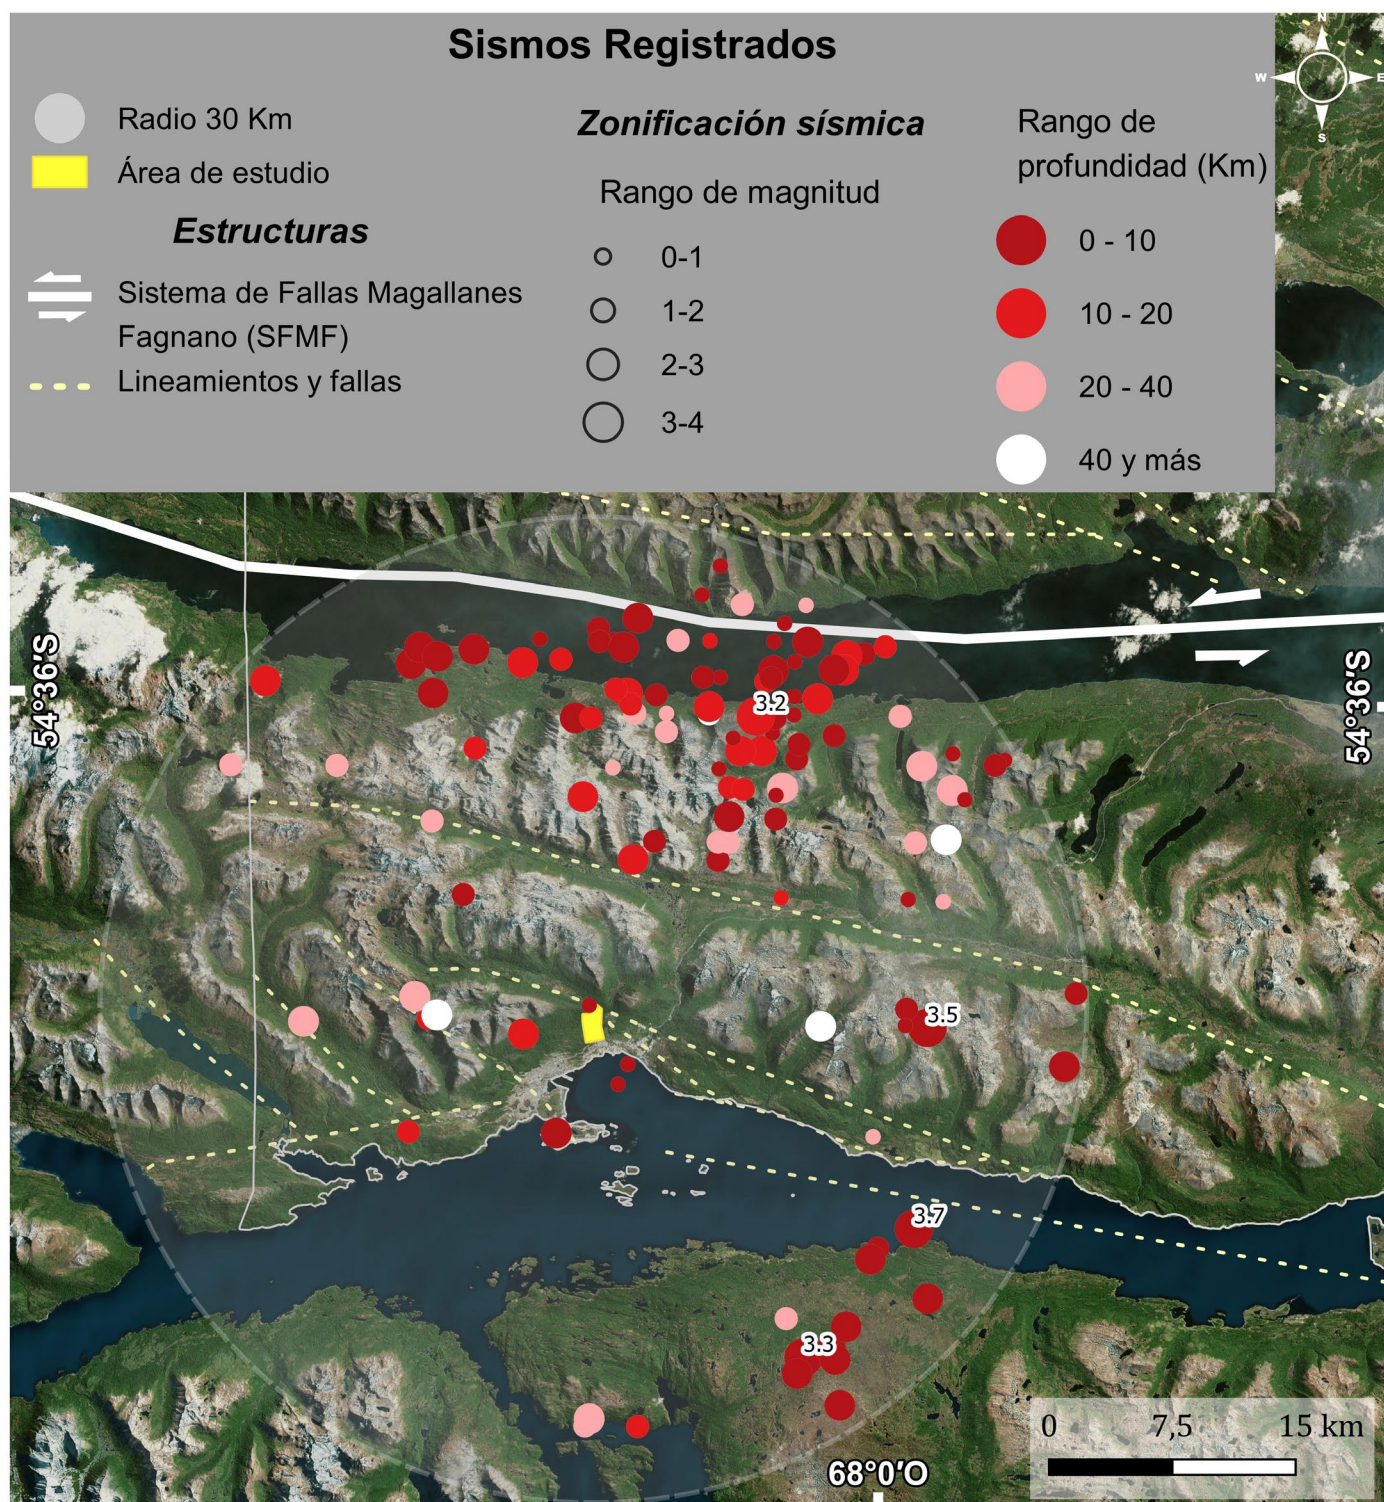 Sismos Registrados
Radio 30 Km
Área de estudio
Estructuras
Sistema de Fallas Magallanes
Fagnano (SFMF)
Lineamientos y fallas
Zonificación sísmica
Rango de magnitud
0-1
1-2
2-3
3-4
Rango de
profundidad (Km)
0 - 10
10 - 20
20 - 40
40 y más
N
W
E
S
54°36'S
54°36'S
3.2
3.5
3.7
3.3
0 7,5 15 km
68°0'O